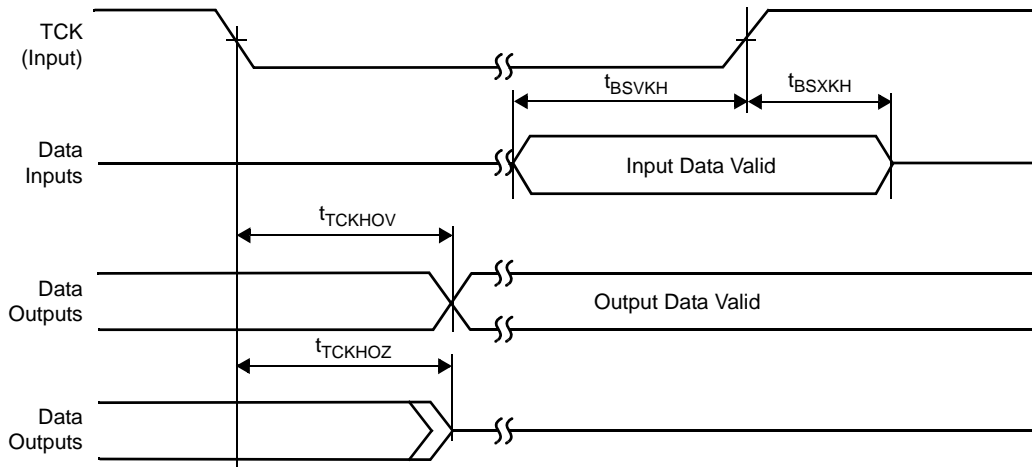 TCK
(Input)
tBSVKH
tBSXKH
Data
Inputs
Input Data Valid
tTCKHOV
Data
Outputs
Output Data Valid
tTCKHOZ
Data
Outputs